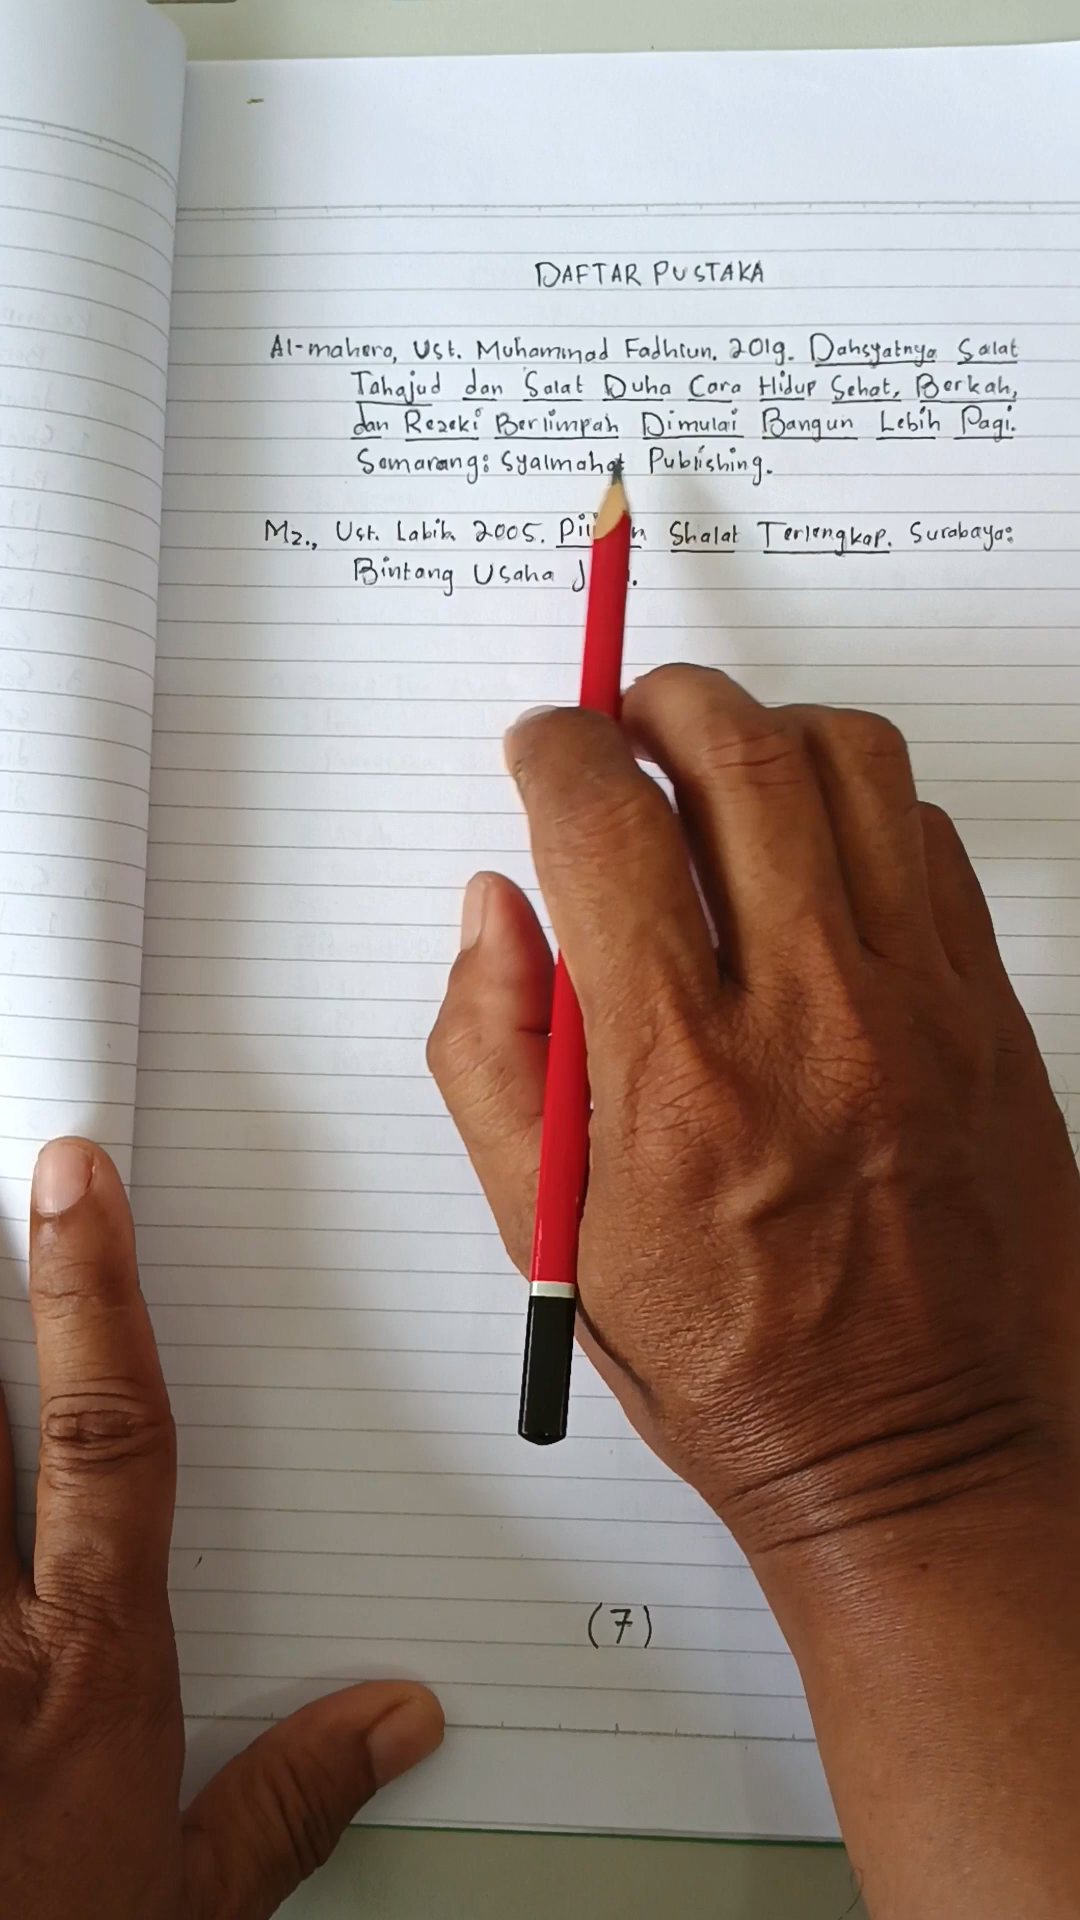 DAFTAR PUSTAKA
Al-mahera, Ust. Muhammad Fadhlun. 2019. Dahsyatnya Salat
Tahajud dan Salat Duha Cara Hidup Sehat, Berkah,
dan Rezeki Berlimpah Dimulai Bangun Lebih Pagi.
Semarang: Syalmahat Publishing.
Mz., Ust. Labib. 2005. Shalat Terlengkap. Surabaya:
Bintang Usaha
(7)